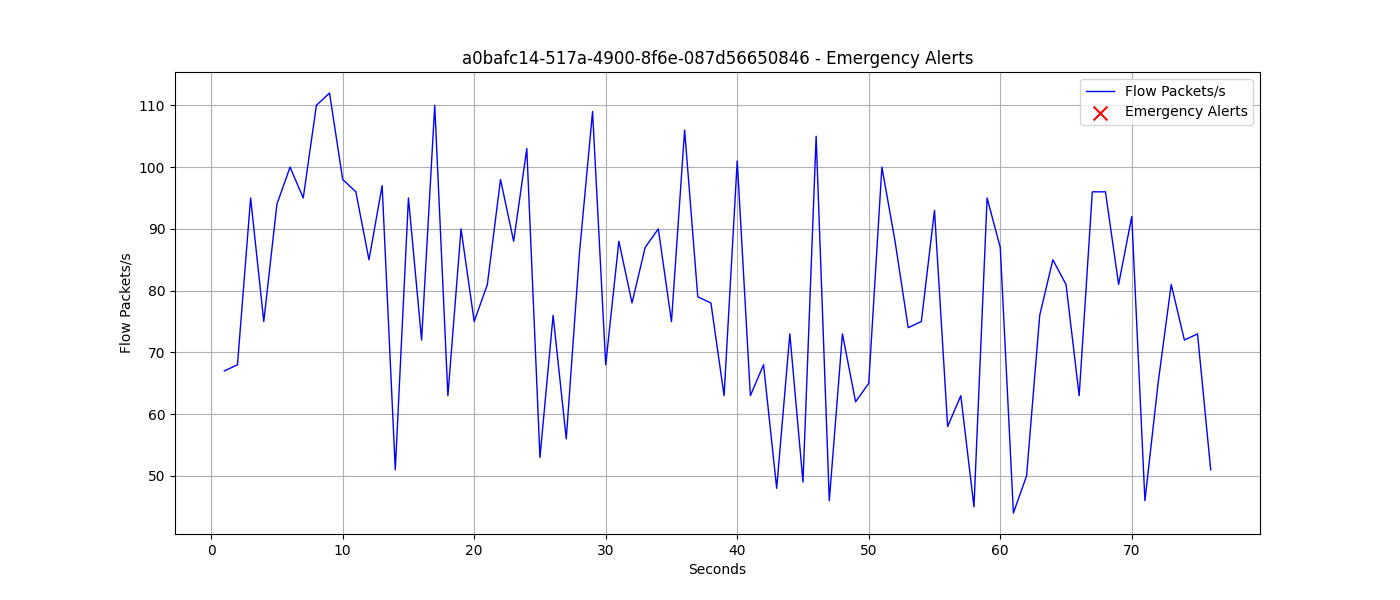 a0bafc14-517a-4900-8f6e-087d56650846 - Emergency Alerts
Flow Packets/s
Emergency Alerts
110
100
90
80
70
60
50
Flow Packets/s
0 10 20 30 40 50 60 70
Seconds